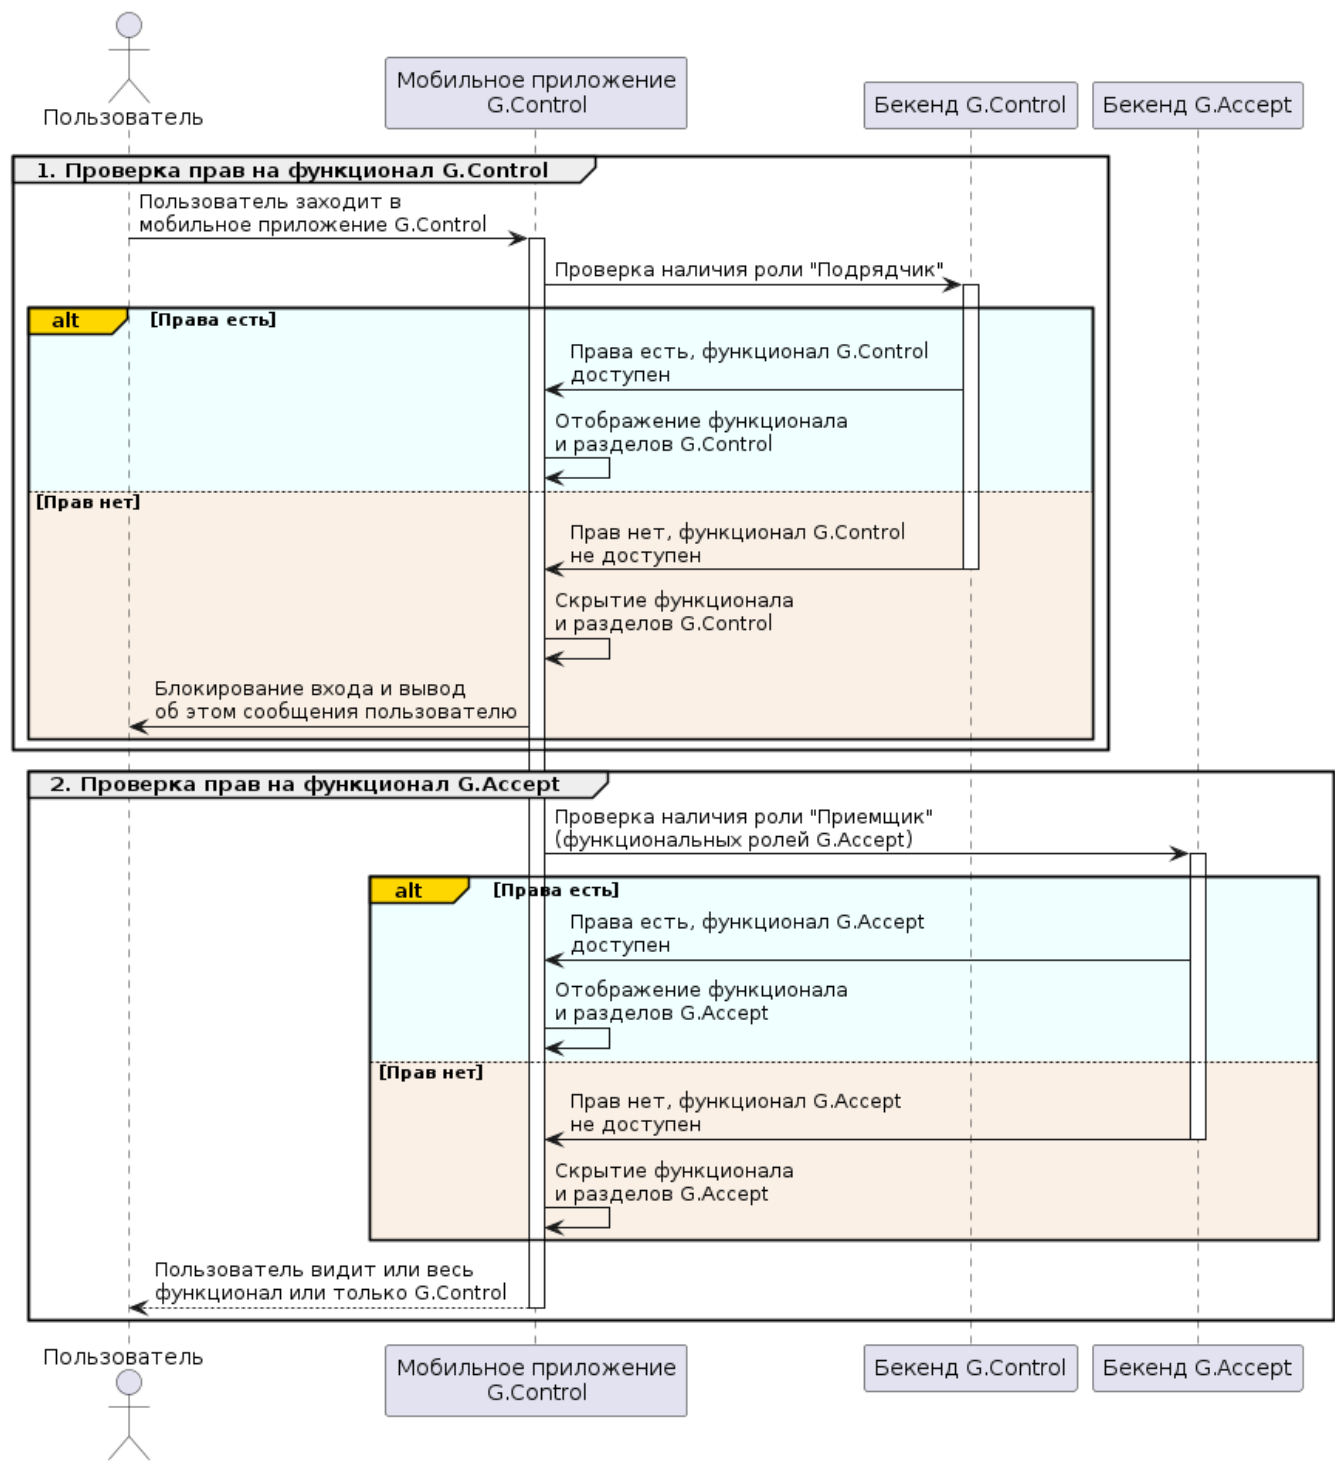 Пользователь
Мобильное приложение
G.Control
Бекенд G.Control
Бекенд G.Accept
1. Проверка прав на функционал G.Control
Пользователь заходит в
мобильное приложение G.Control
Проверка наличия роли "Подрядчик"
alt
[Права есть]
Права есть, функционал G.Control
доступен
Отображение функционала
и разделов G.Control
[Прав нет]
Прав нет, функционал G.Control
не доступен
Скрытие функционала
и разделов G.Control
Блокирование входа и вывод
об этом сообщения пользователю
2. Проверка прав на функционал G.Accept
Проверка наличия роли "Приемщик"
(функциональных ролей G.Accept)
alt
[Права есть]
Права есть, функционал G.Accept
доступен
Отображение функционала
и разделов G.Accept
[Прав нет]
Прав нет, функционал G.Accept
не доступен
Скрытие функционала
и разделов G.Accept
Пользователь видит или весь
функционал или только G.Control
Пользователь
Мобильное приложение
G.Control
Бекенд G.Control
Бекенд G.Accept